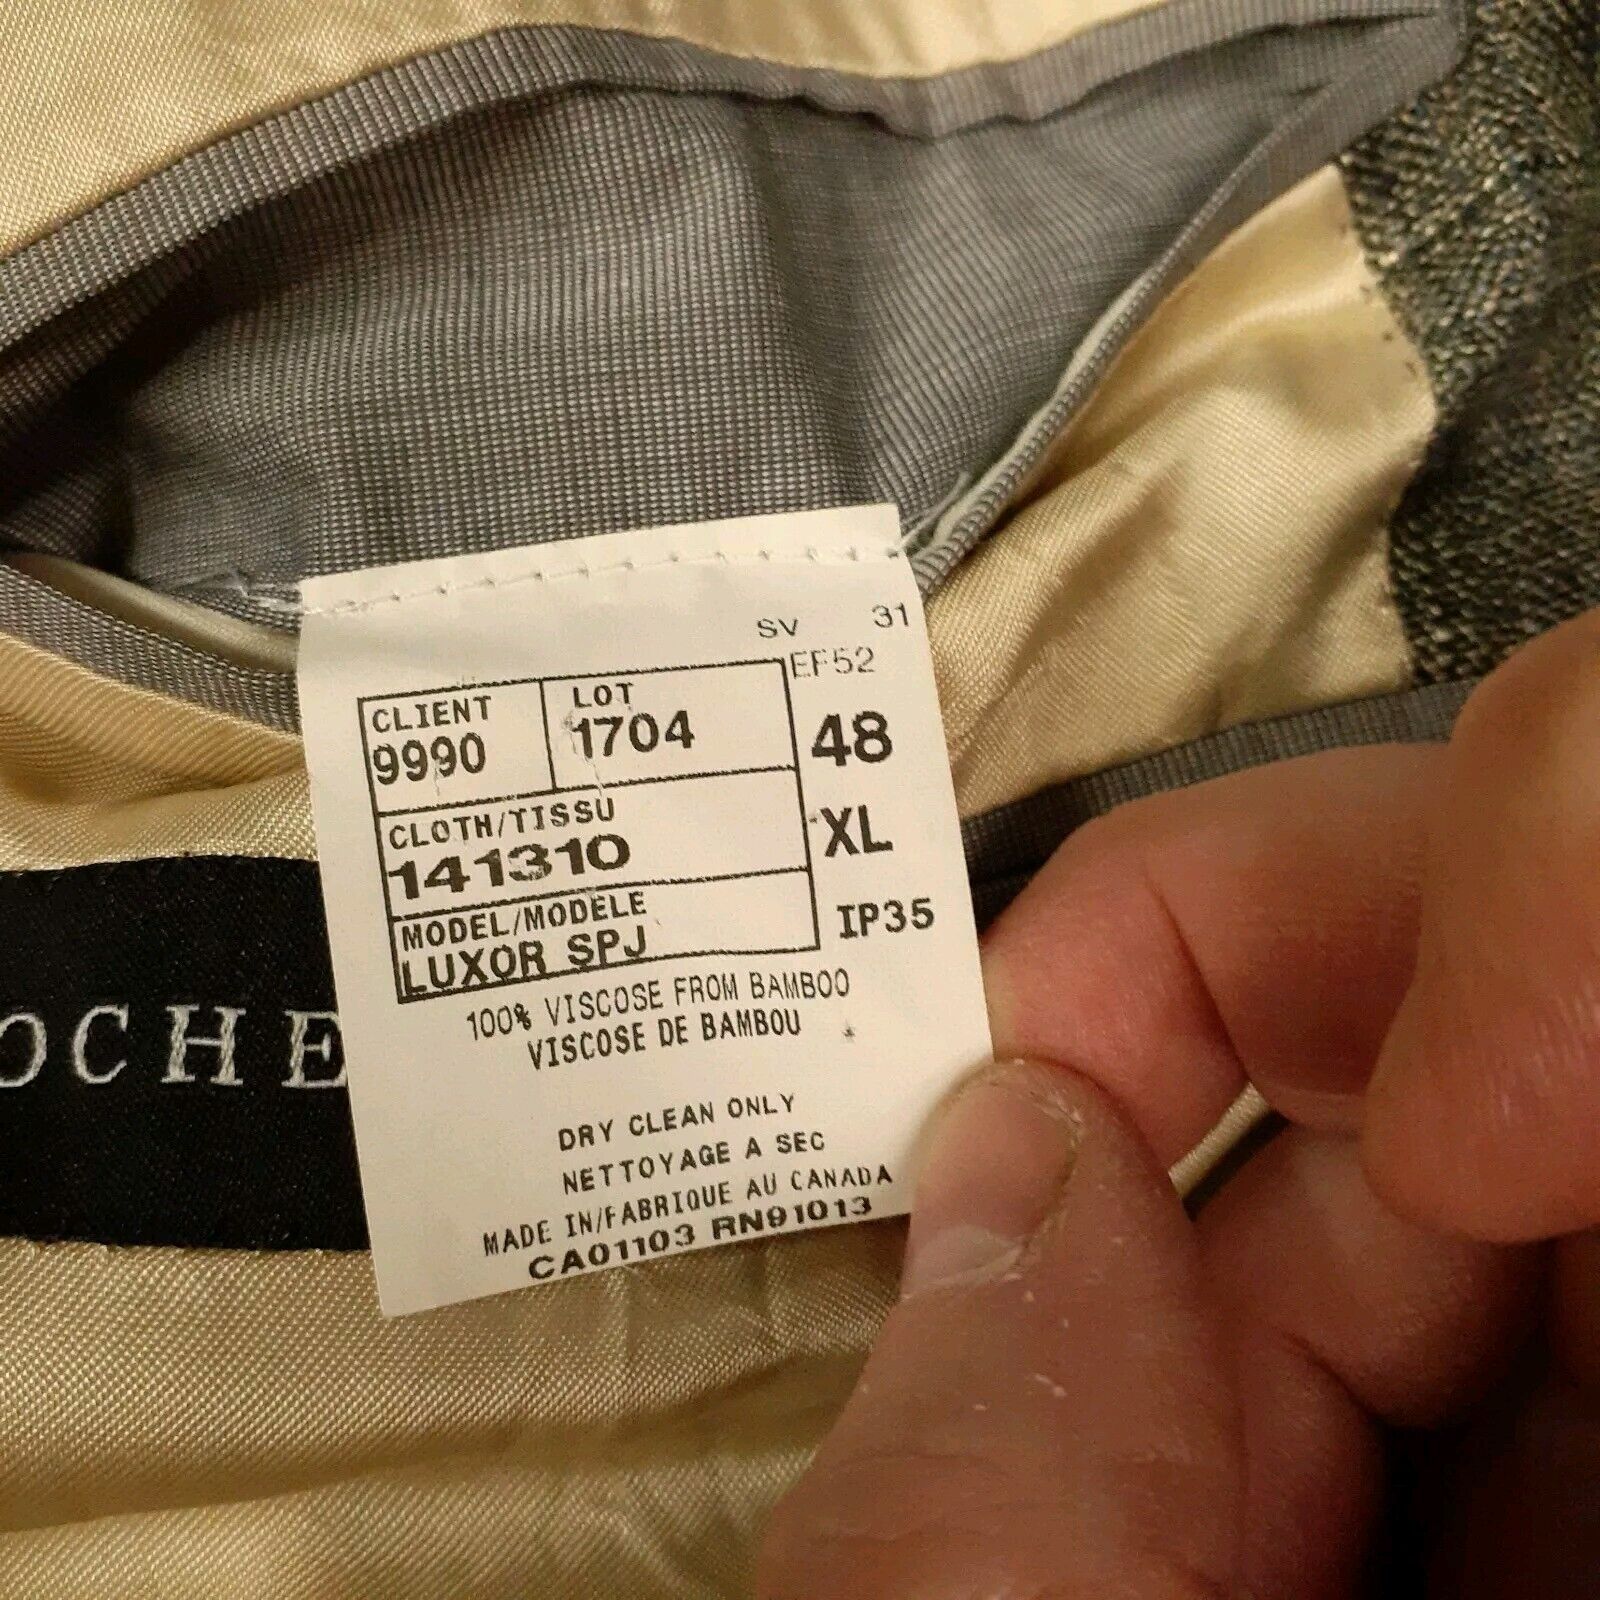 SV 31
EF52
CLIENT LOT
9990 1704 48
CLOTH/TISSU
141310 XL
MODEL/MODÈLE
LUXOR SPJ IP35
100% VISCOSE FROM BAMBOO
VISCOSE DE BAMBOU
DRY CLEAN ONLY
NETTOYAGE A SEC
MADE IN/FABRIQUE AU CANADA
CA01103 RN91013
OCHE